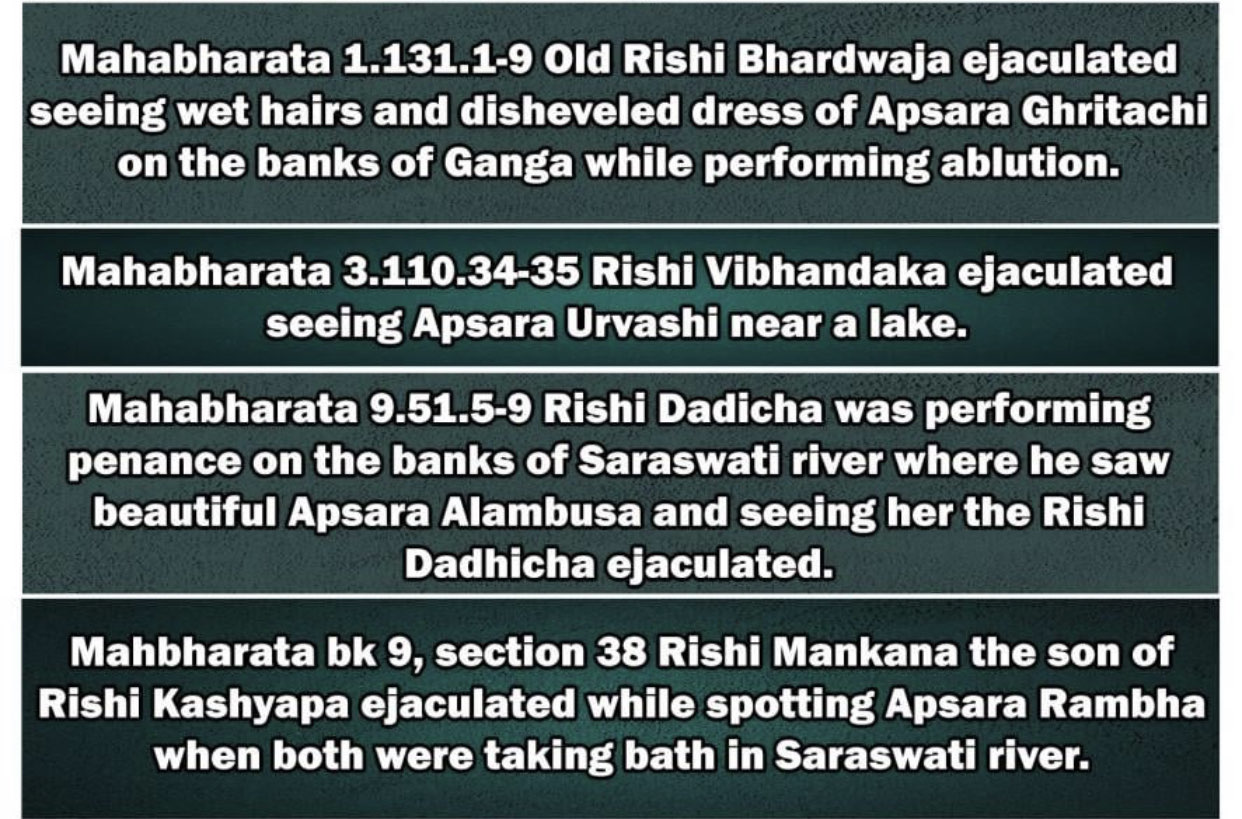 Mahabharata 1.131.1-9 Old Rishi Bhardwaja ejaculated
seeing wet hairs and disheveled dress of Apsara Ghritachi
on the banks of Ganga while performing ablution.
Mahabharata 3.110.34-35 Rishi Vibhandaka ejaculated
seeing Apsara Urvashi near a lake.
Mahabharata 9.51.5-9 Rishi Dadicha was performing
penance on the banks of Saraswati river where he saw
beautiful Apsara Alambusa and seeing her the Rishi
Dadhicha ejaculated.
Mahbharata bk 9, section 38 Rishi Mankana the son of
Rishi Kashyapa ejaculated while spotting Apsara Rambha
when both were taking bath in Saraswati river.